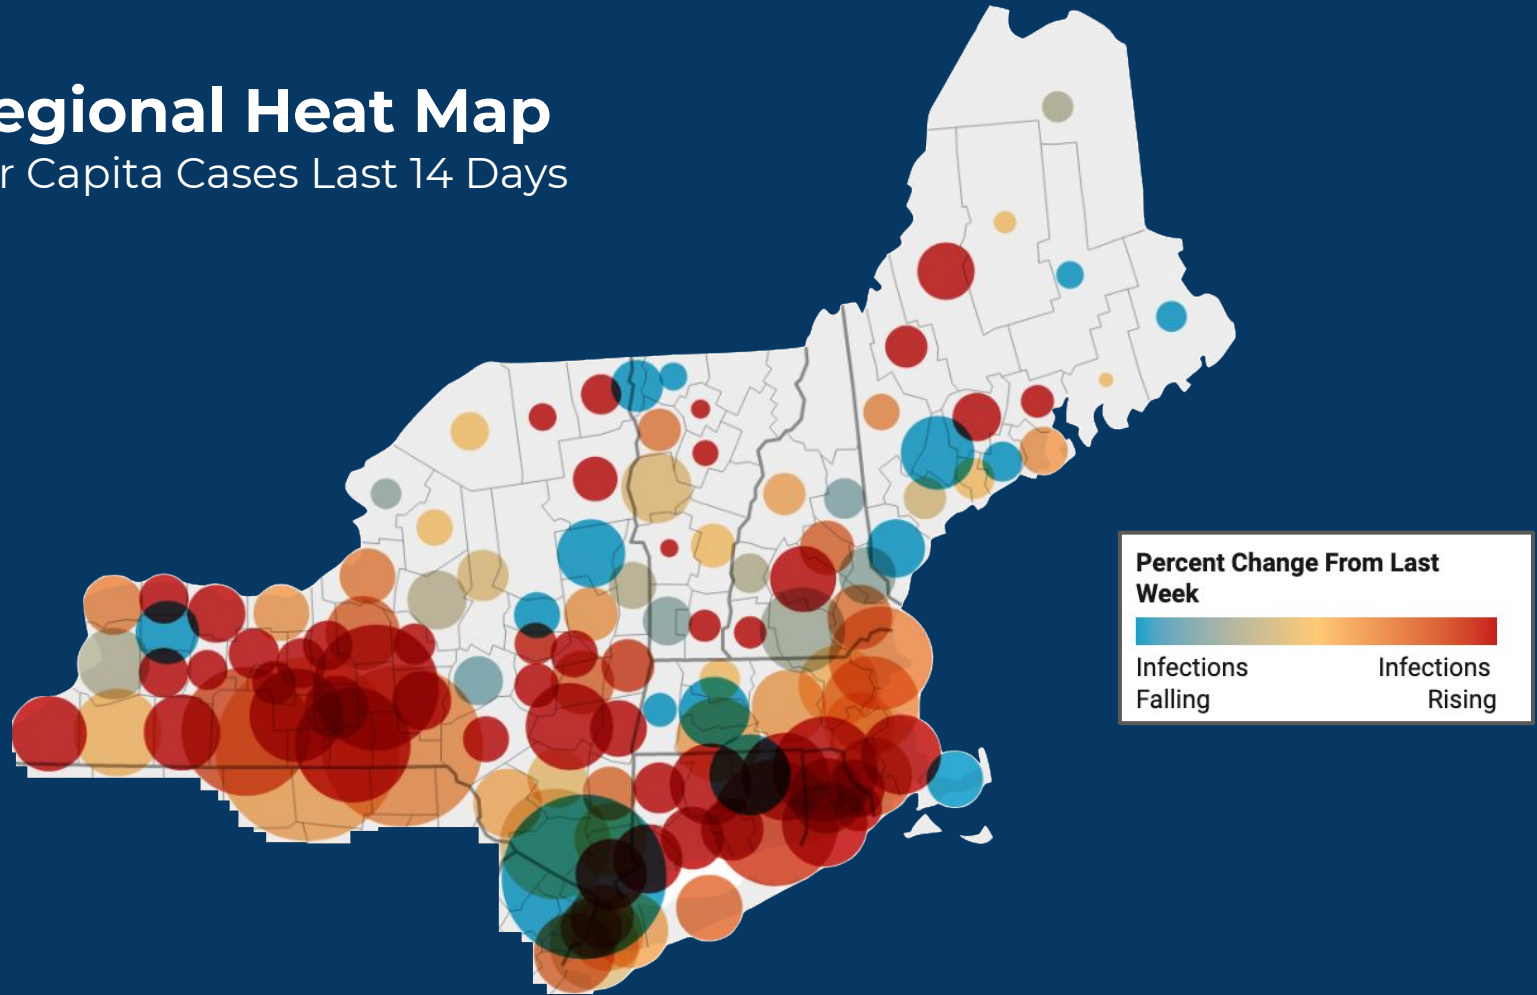 egional Heat Map
r Capita Cases Last 14 Days
Percent Change From Last
Week
Infections
Falling
Infections
Rising